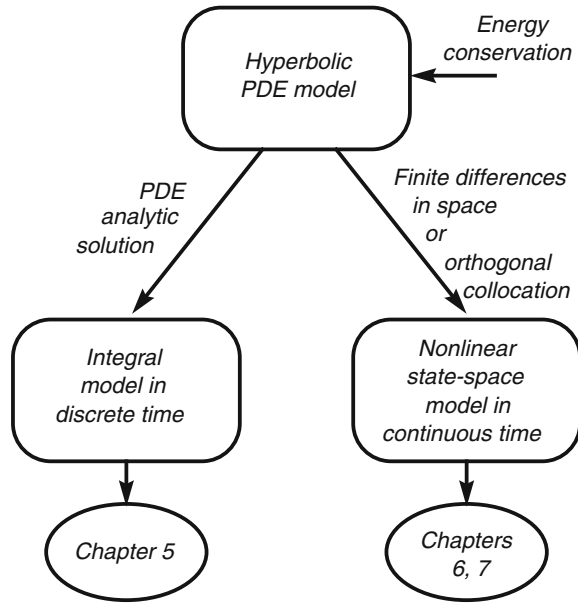 Hyperbolic
PDE model
Energy
conservation
PDE
analytic
solution
Finite differences
in space
or
orthogonal
collocation
Integral
model in
discrete time
Nonlinear
state-space
model in
continuous time
Chapter 5
Chapters
6, 7